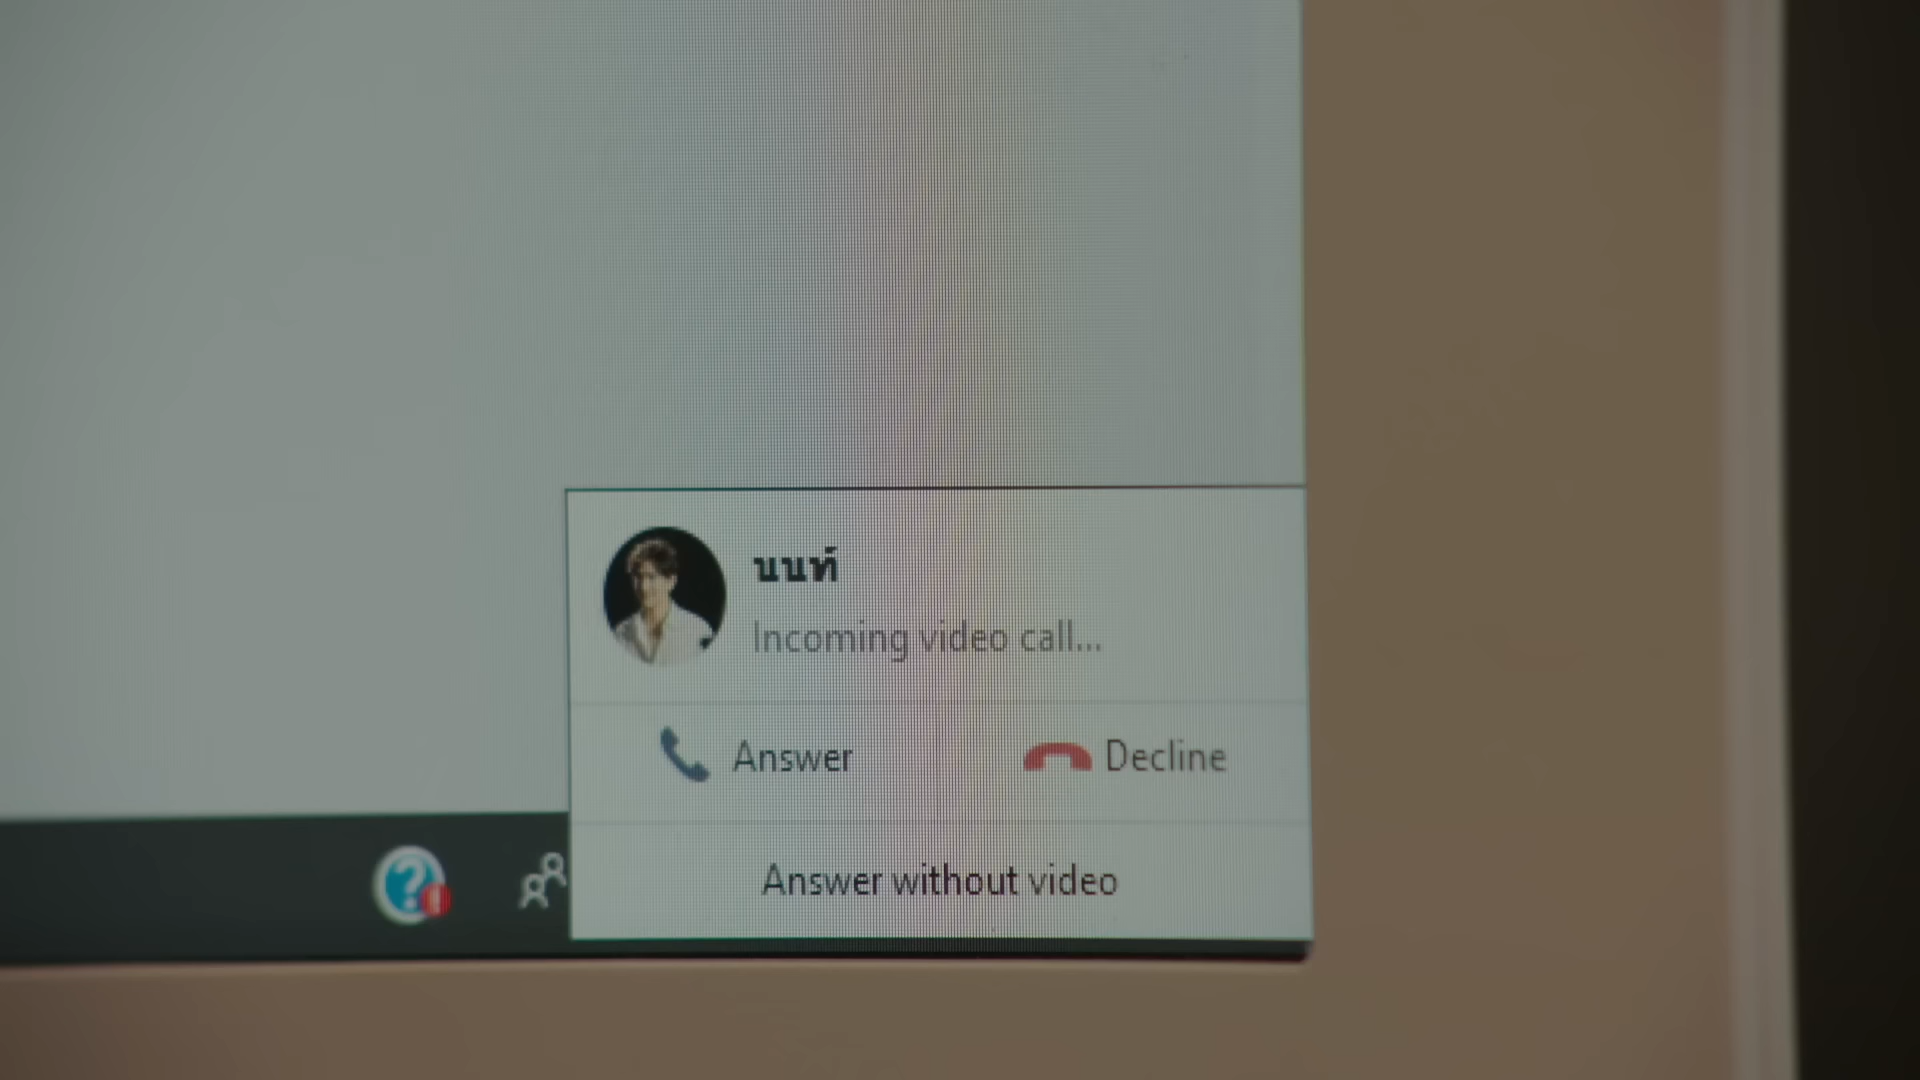 นนท์
Incoming video call...
Answer
Decline
Answer without video